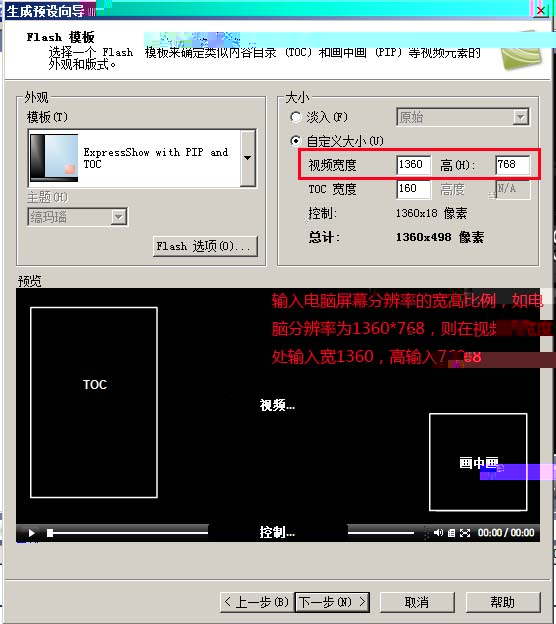 生成预设向导
Flash 模板
选择一个 Flash 模板来确定类似内容目录 (TOC) 和画中画 (PIP) 等视频元素的
外观和版式。
外观
模板(T)
ExpressShow with PIP and
TOC
主题(H)
缟玛瑙
Flash 选项(O)...
大小
淡入(F) 原始
自定义大小(U)
视频宽度 1360 高(H): 768
TOC 宽度 160 高度 N/A
控制: 1360x18 像素
总计: 1360x498 像素
预览
输入电脑屏幕分辨率的宽高比例，如电
脑分辨率为1360*768，则在视频
处输入宽1360，高输入
TOC
视频...
画中画
控制...
00:00 / 00:00
< 上一步(B) 下一步(N) > 取消 帮助